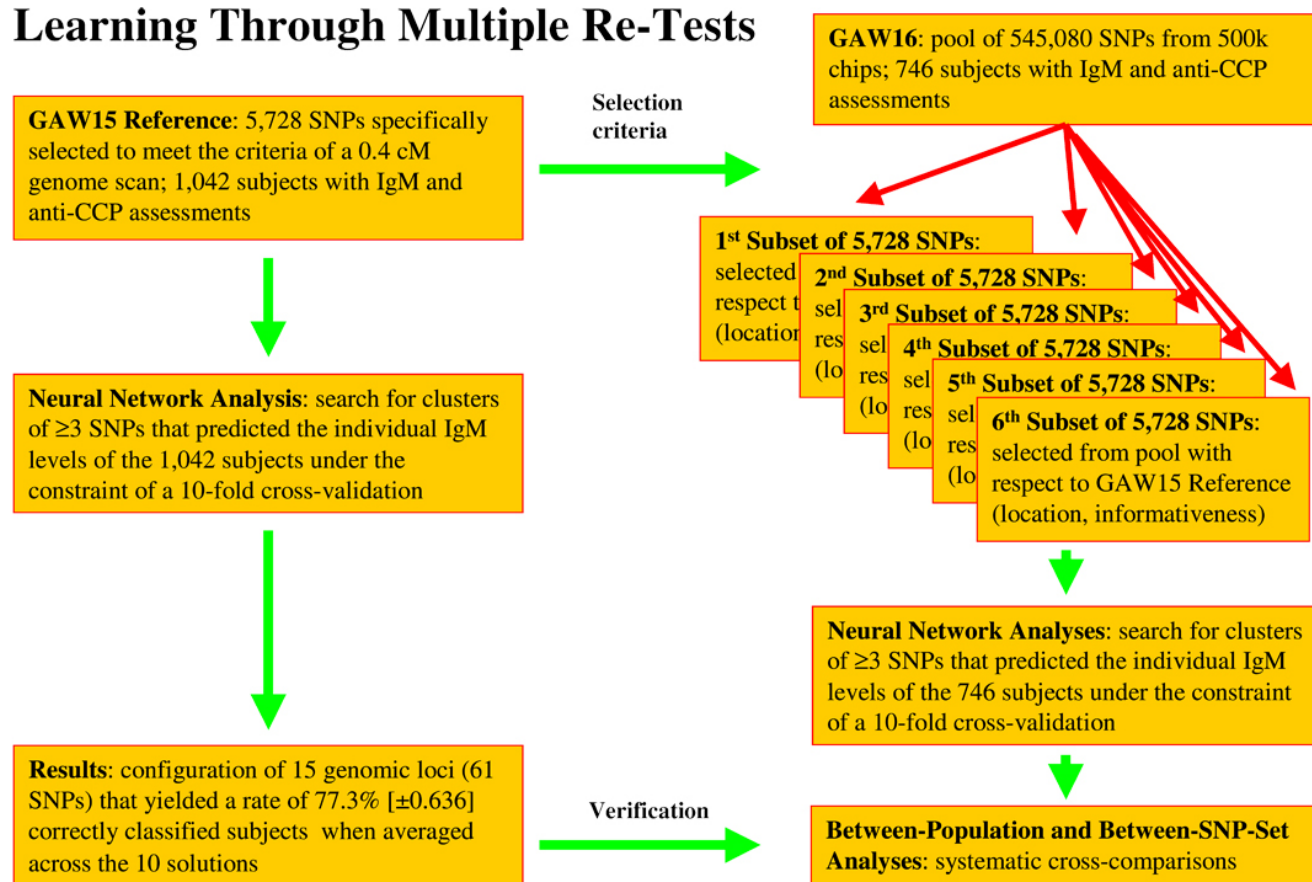 Learning Through Multiple Re-Tests
GAW15 Reference: 5,728 SNPs specifically
selected to meet the criteria of a 0.4 cM
genome scan; 1,042 subjects with IgM and
anti-CCP assessments
Selection
criteria
GAW16: pool of 545,080 SNPs from 500k
chips; 746 subjects with IgM and anti-CCP
assessments
1st Subset of 5,728 SNPs:
selected
respect t
(location
2nd Subset of 5,728 SNPs:
sel
res
(lo
3rd Subset of 5,728 SNPs:
sel
res
(lo
4th Subset of 5,728 SNPs:
sel
res
(lo
5th Subset of 5,728 SNPs:
sel
res
(lo
6th Subset of 5,728 SNPs:
selected from pool with
respect to GAW15 Reference
(location, informativeness)
Neural Network Analysis: search for clusters
of ≥3 SNPs that predicted the individual IgM
levels of the 1,042 subjects under the
constraint of a 10-fold cross-validation
Neural Network Analyses: search for clusters
of ≥3 SNPs that predicted the individual IgM
levels of the 746 subjects under the constraint
of a 10-fold cross-validation
Results: configuration of 15 genomic loci (61
SNPs) that yielded a rate of 77.3% [±0.636]
correctly classified subjects when averaged
across the 10 solutions
Verification
Between-Population and Between-SNP-Set
Analyses: systematic cross-comparisons